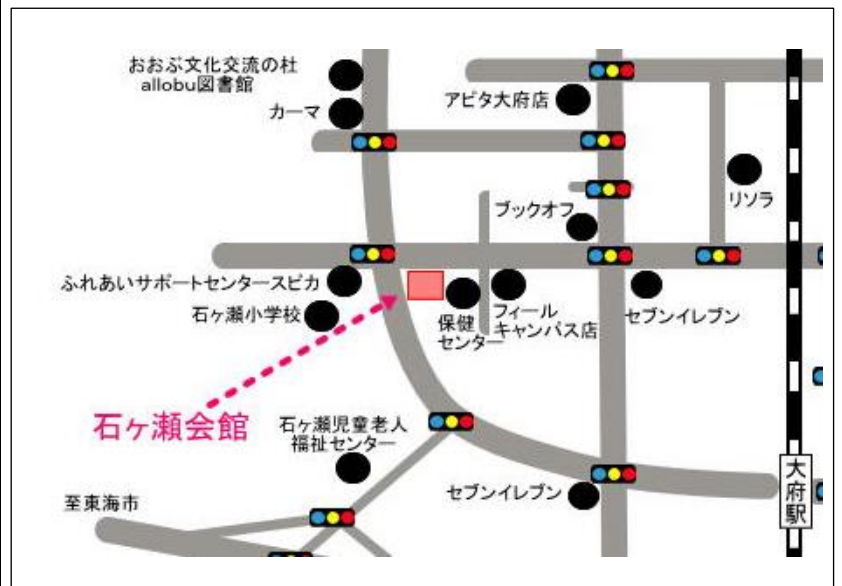 おおぶ文化交流の杜
allobu図書館
カーマ
アピタ大府店
リソラ
ブックオフ
ふれあいサポートセンタースピカ
石ヶ瀬小学校
保健
センター
フィール
キャンパス店
セブンイレブン
石ヶ瀬会館
石ヶ瀬児童老人
福祉センター
セブンイレブン
至東海市
大府駅